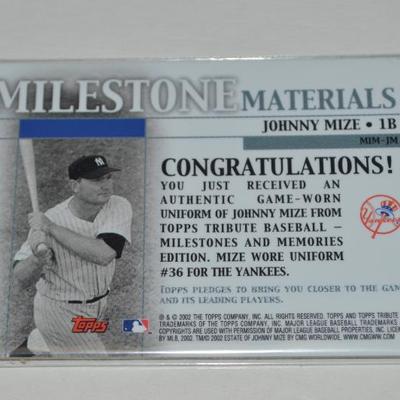 MILESTONE MATERIALS
JOHNNY MIZE • 1B
MIM-JM
CONGRATULATIONS!
YOU JUST RECEIVED AN
AUTHENTIC GAME-WORN
UNIFORM OF JOHNNY MIZE FROM
TOPPS TRIBUTE BASEBALL –
MILESTONES AND MEMORIES
EDITION. MIZE WORE UNIFORM
#36 FOR THE YANKEES.
Yankees
TOPPS PLEDGES TO BRING YOU CLOSER TO THE GAM
AND ITS LEADING PLAYERS.
Topps
® & © 2002 THE TOPPS COMPANY, INC. ALL RIGHTS RESERVED. TOPPS AND TOPPS TRIBUTE
TRADEMARKS OF THE TOPPS COMPANY, INC. MAJOR LEAGUE BASEBALL TRADEMARKS
COPYRIGHTS ARE USED WITH PERMISSION OF MAJOR LEAGUE BASEBALL PROPERTIES, INC.
BY MLB, 2002. TM/© 2002 ESTATE OF JOHNNY MIZE BY CMG WORLDWIDE, WWW.CMGWW.COM